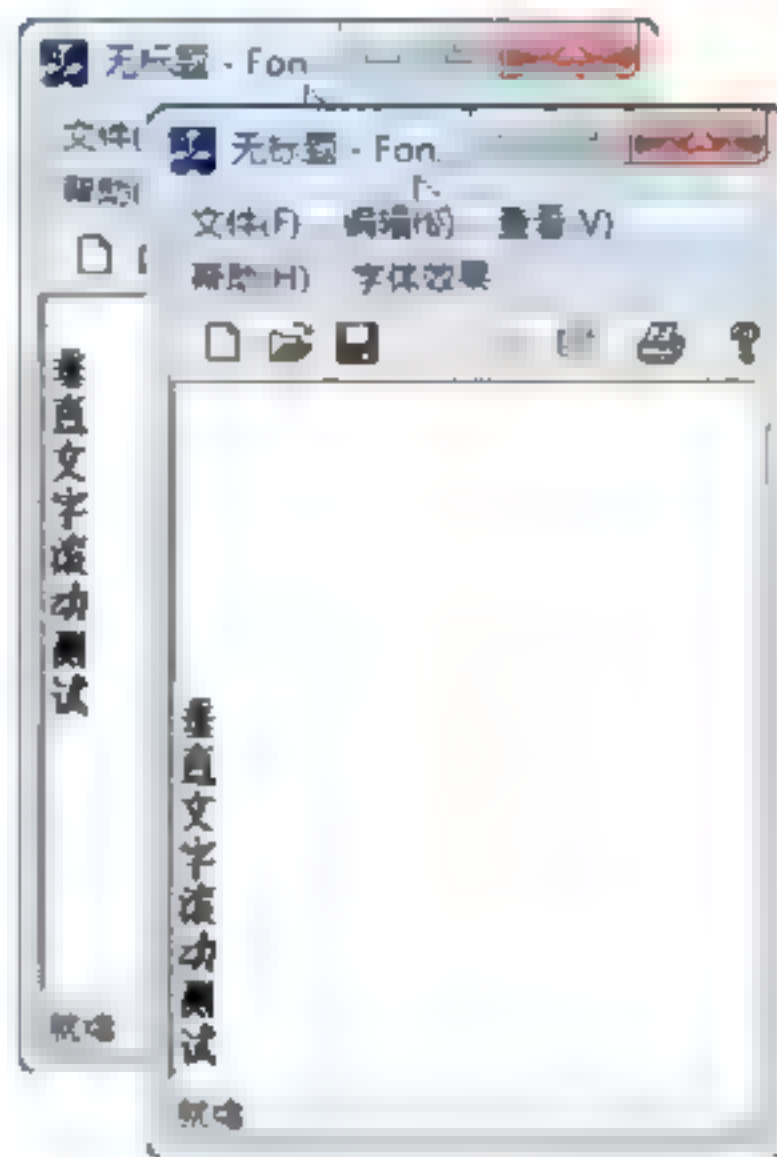 无标题 - Fon
文件(
帮助(
垂直文字滚动测试
就绪
无标题 - Fon
文件(F) 编辑(E) 查看(V)
帮助(H) 字体效果
垂直文字滚动测试
就绪